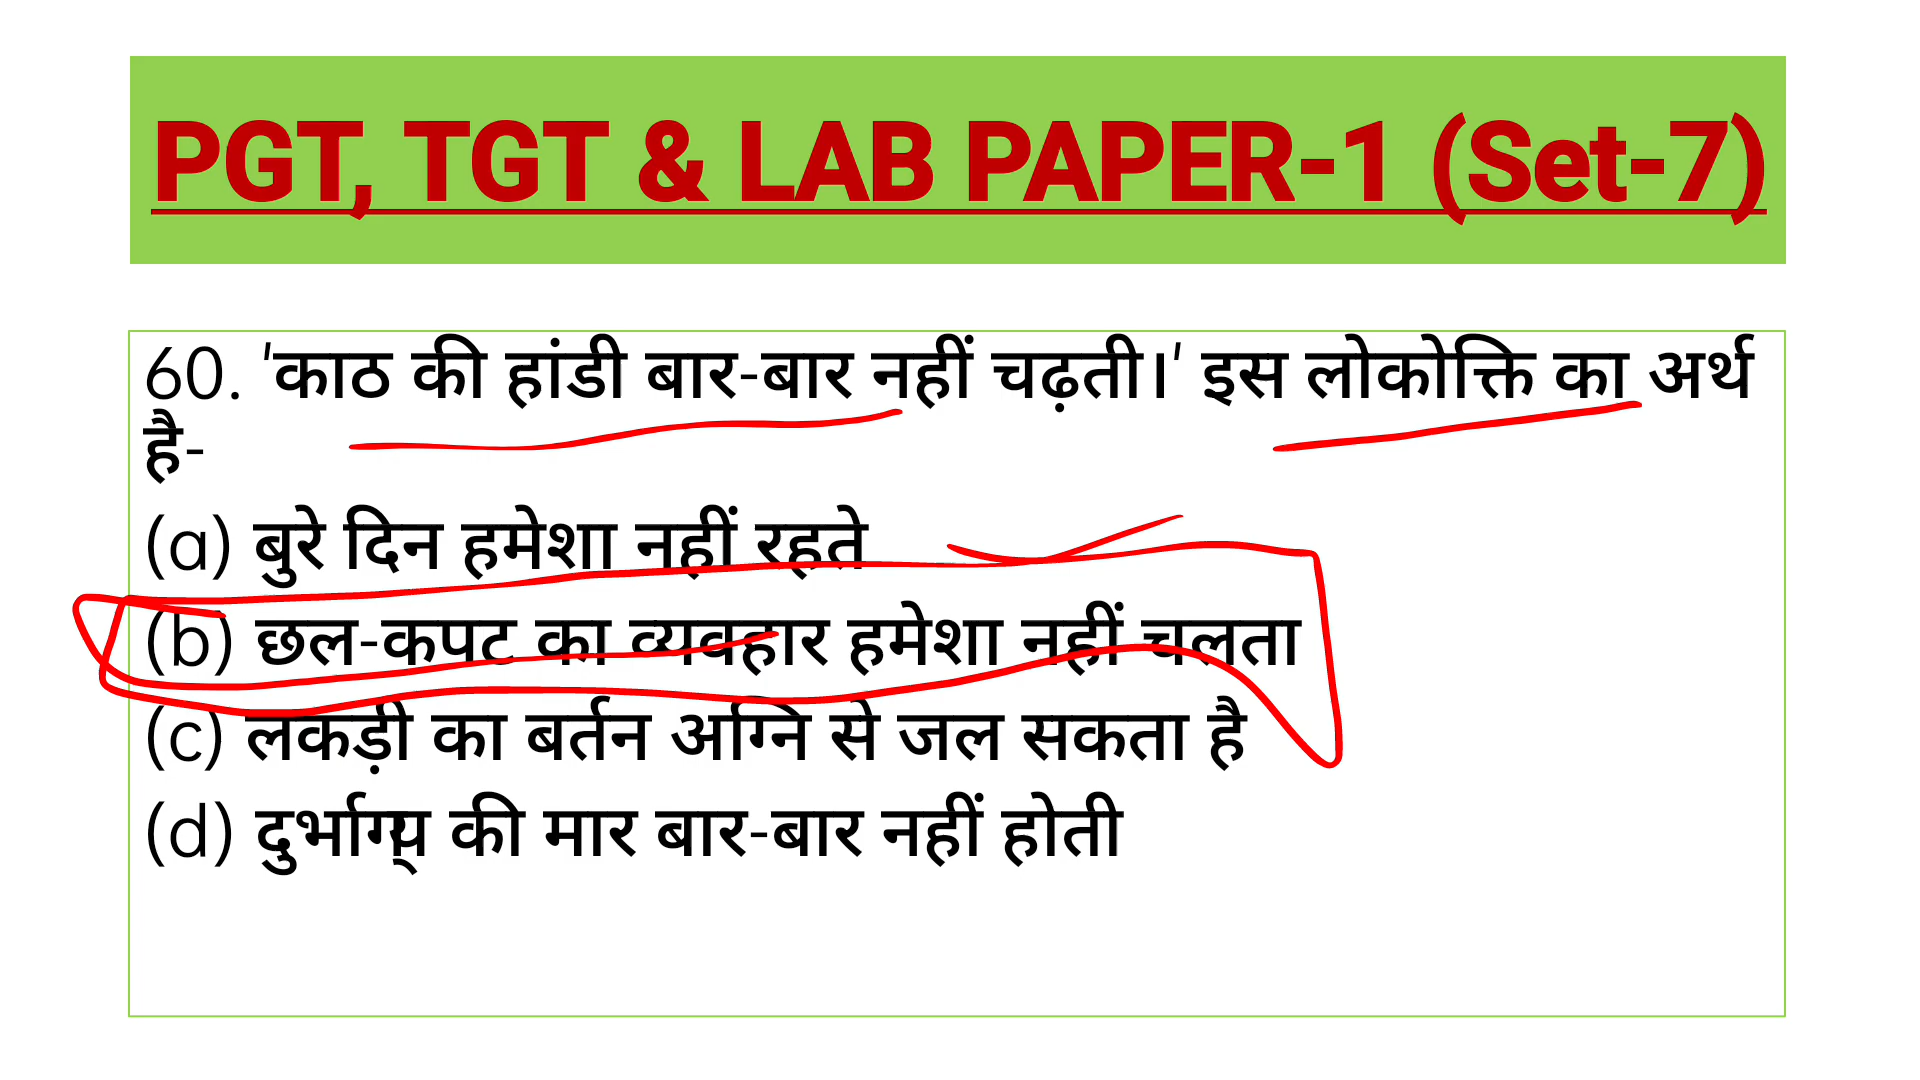 PGT, TGT & LAB PAPER-1 (Set-7)
60. 'काठ की हांडी बार-बार नहीं चढ़ती।' इस लोकोक्ति का अर्थ
है-
(a) बुरे दिन हमेशा नहीं रहते
(b) छल-कपट का व्यवहार हमेशा नहीं चलता
(c) लकड़ी का बर्तन अग्नि से जल सकता है
(d) दुर्भाग्य की मार बार-बार नहीं होती